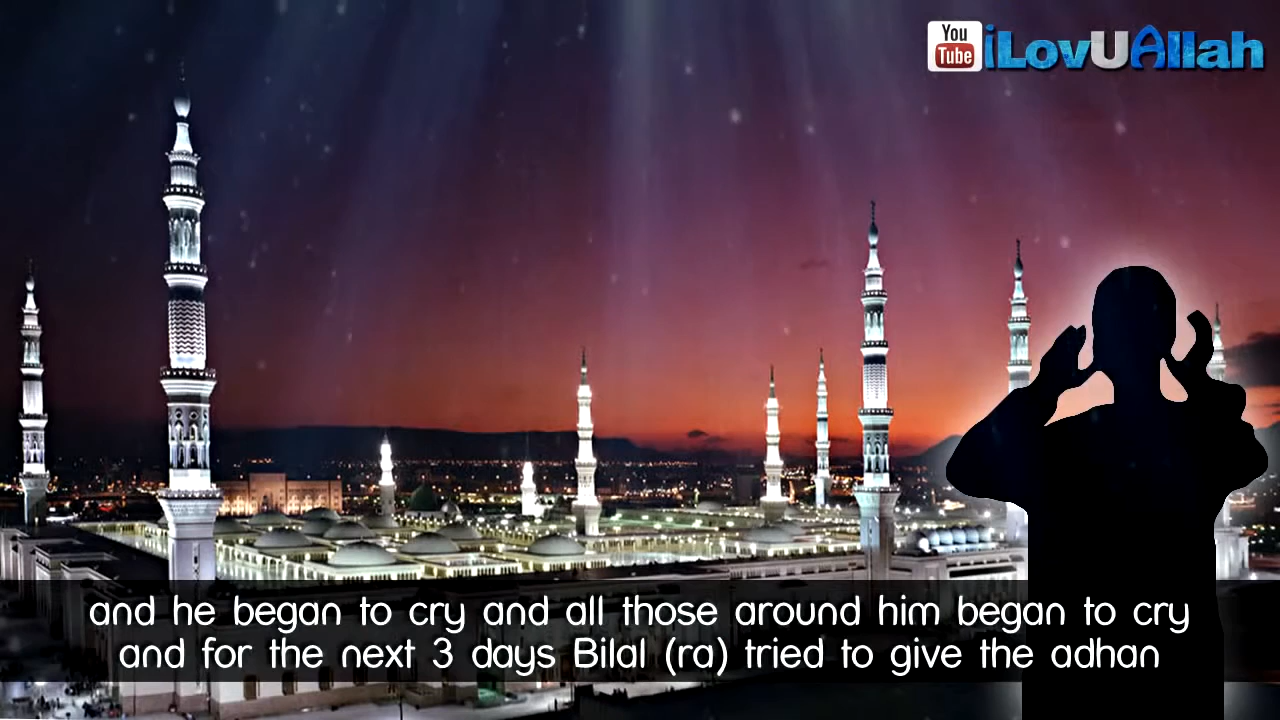 You
Tube
iLovUAllah
and he began to cry and all those around him began to cry
and for the next 3 days Bilal (ra) tried to give the adhan